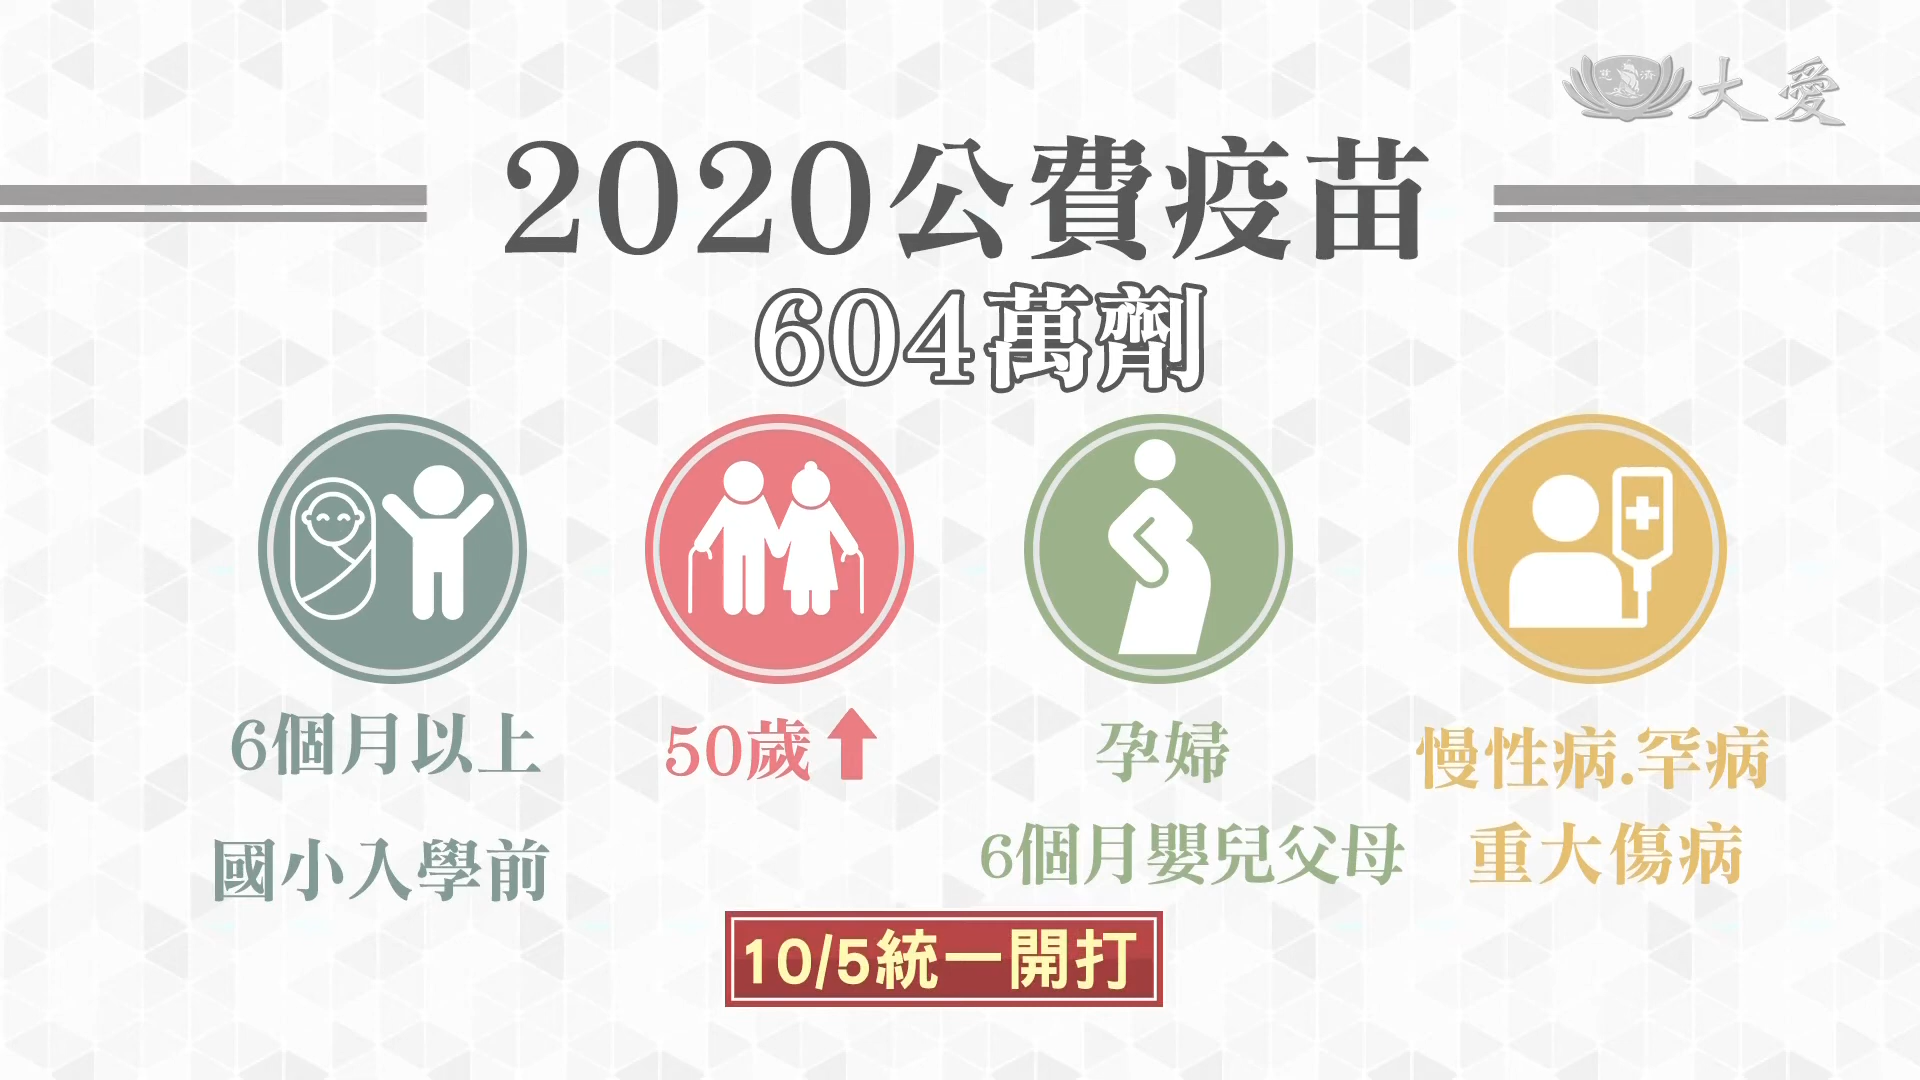 慈 濟
大愛
2020公費疫苗
604萬劑
6個月以上
國小入學前
50歲
孕婦
6個月嬰兒父母
慢性病.罕病
重大傷病
10/5統一開打